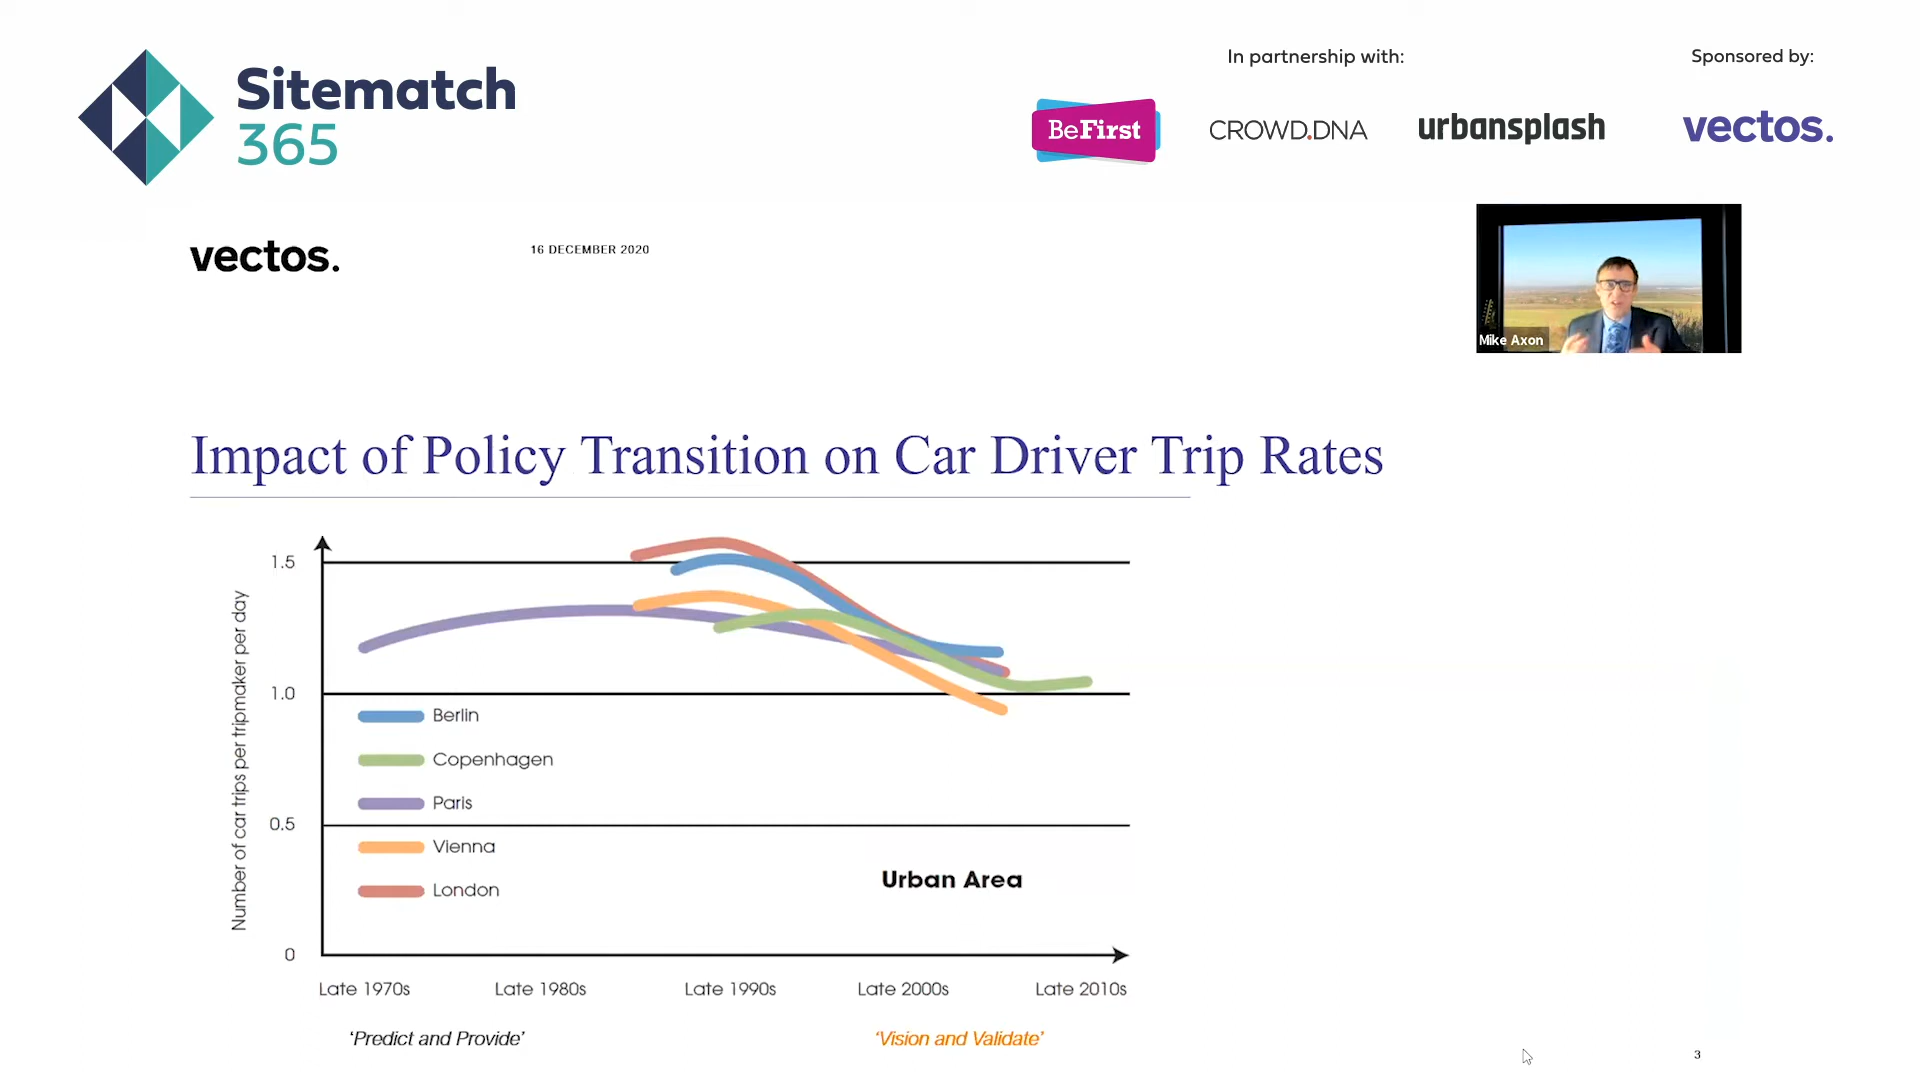 Sitematch
365
In partnership with:
Sponsored by:
BeFirst
CROWD.DNA
urbansplash
vectos.
vectos.
16 DECEMBER 2020
Mike Axon
Impact of Policy Transition on Car Driver Trip Rates
Number of car trips per tripmaker per day
1.5
1.0
0.5
0
Berlin
Copenhagen
Paris
Vienna
London
Urban Area
Late 1970s
Late 1980s
Late 1990s
Late 2000s
Late 2010s
‘Predict and Provide’
‘Vision and Validate’
3